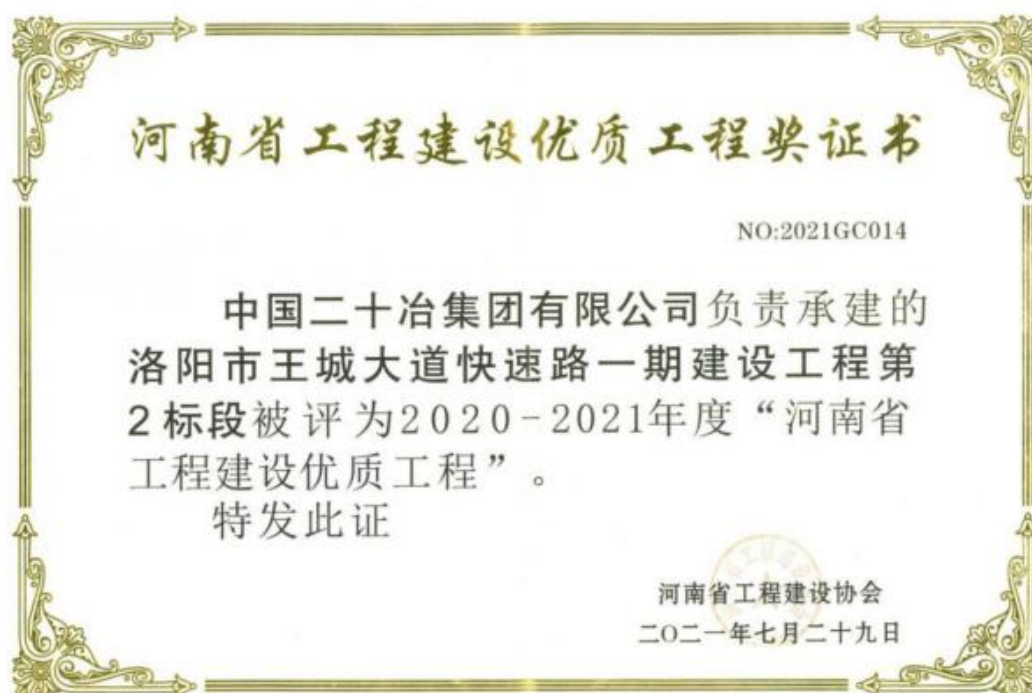 河南省工程建设优质工程奖证书
NO:2021GC014
中国二十冶集团有限公司负责承建的
洛阳市王城大道快速路一期建设工程第
2标段被评为2020-2021年度“河南省
工程建设优质工程”。
特发此证
河南省工程建设协会
二〇二一年七月二十九日